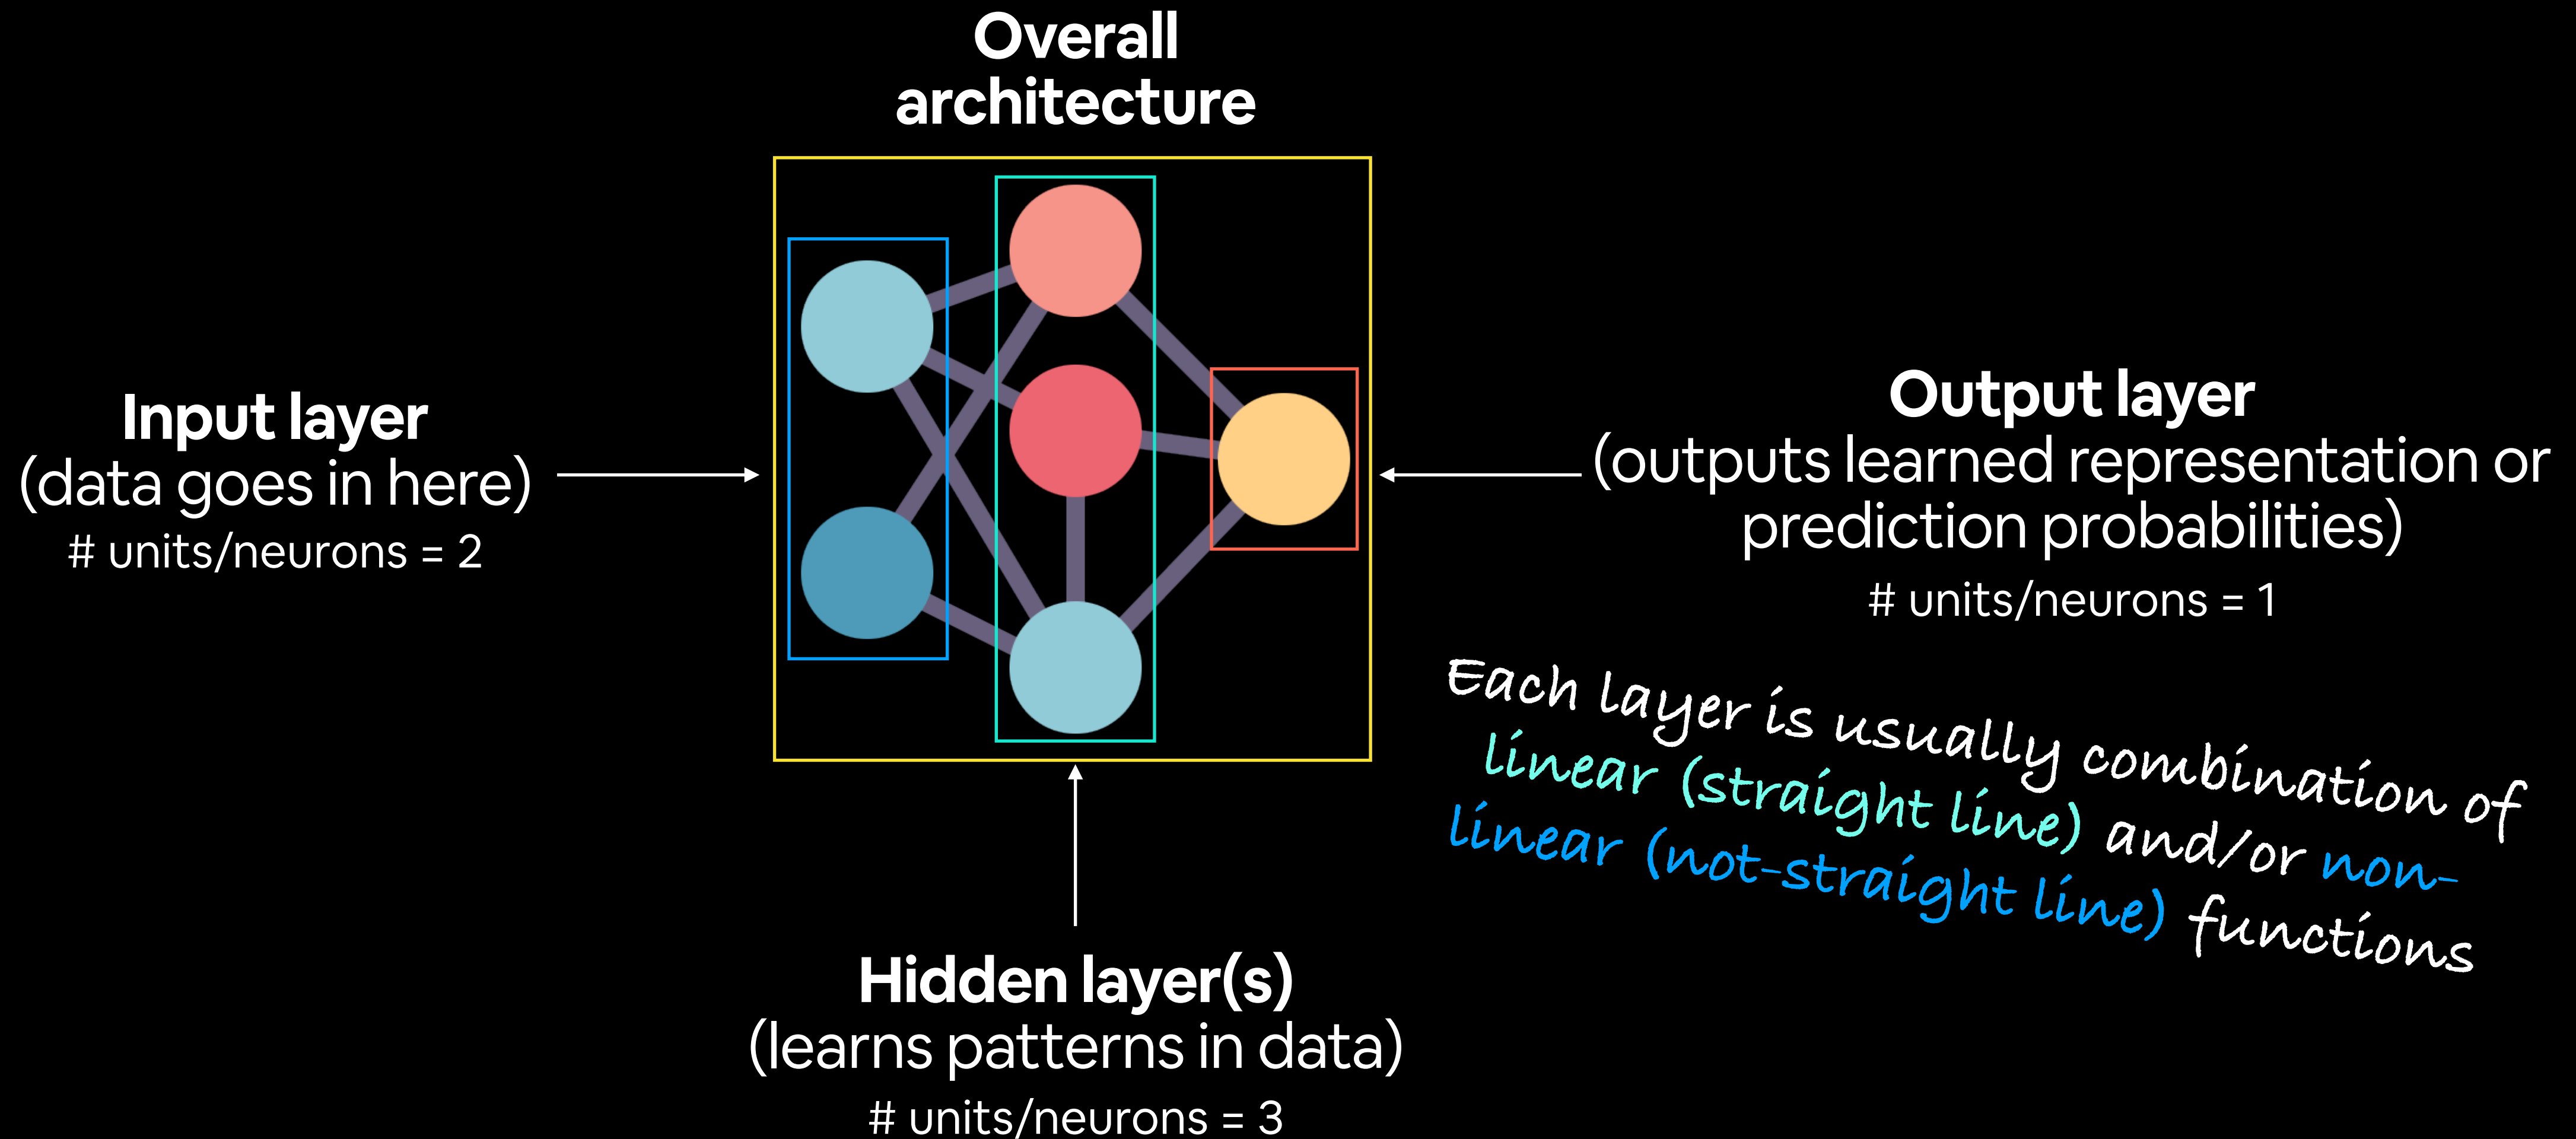 Overall
architecture
Input layer
(data goes in here)
# units/neurons = 2
Output layer
(outputs learned representation or
prediction probabilities)
# units/neurons = 1
Each layer is usually combination of
linear (straight line) and/or non-
linear (not-straight line) functions
Hidden layer(s)
(learns patterns in data)
# units/neurons = 3